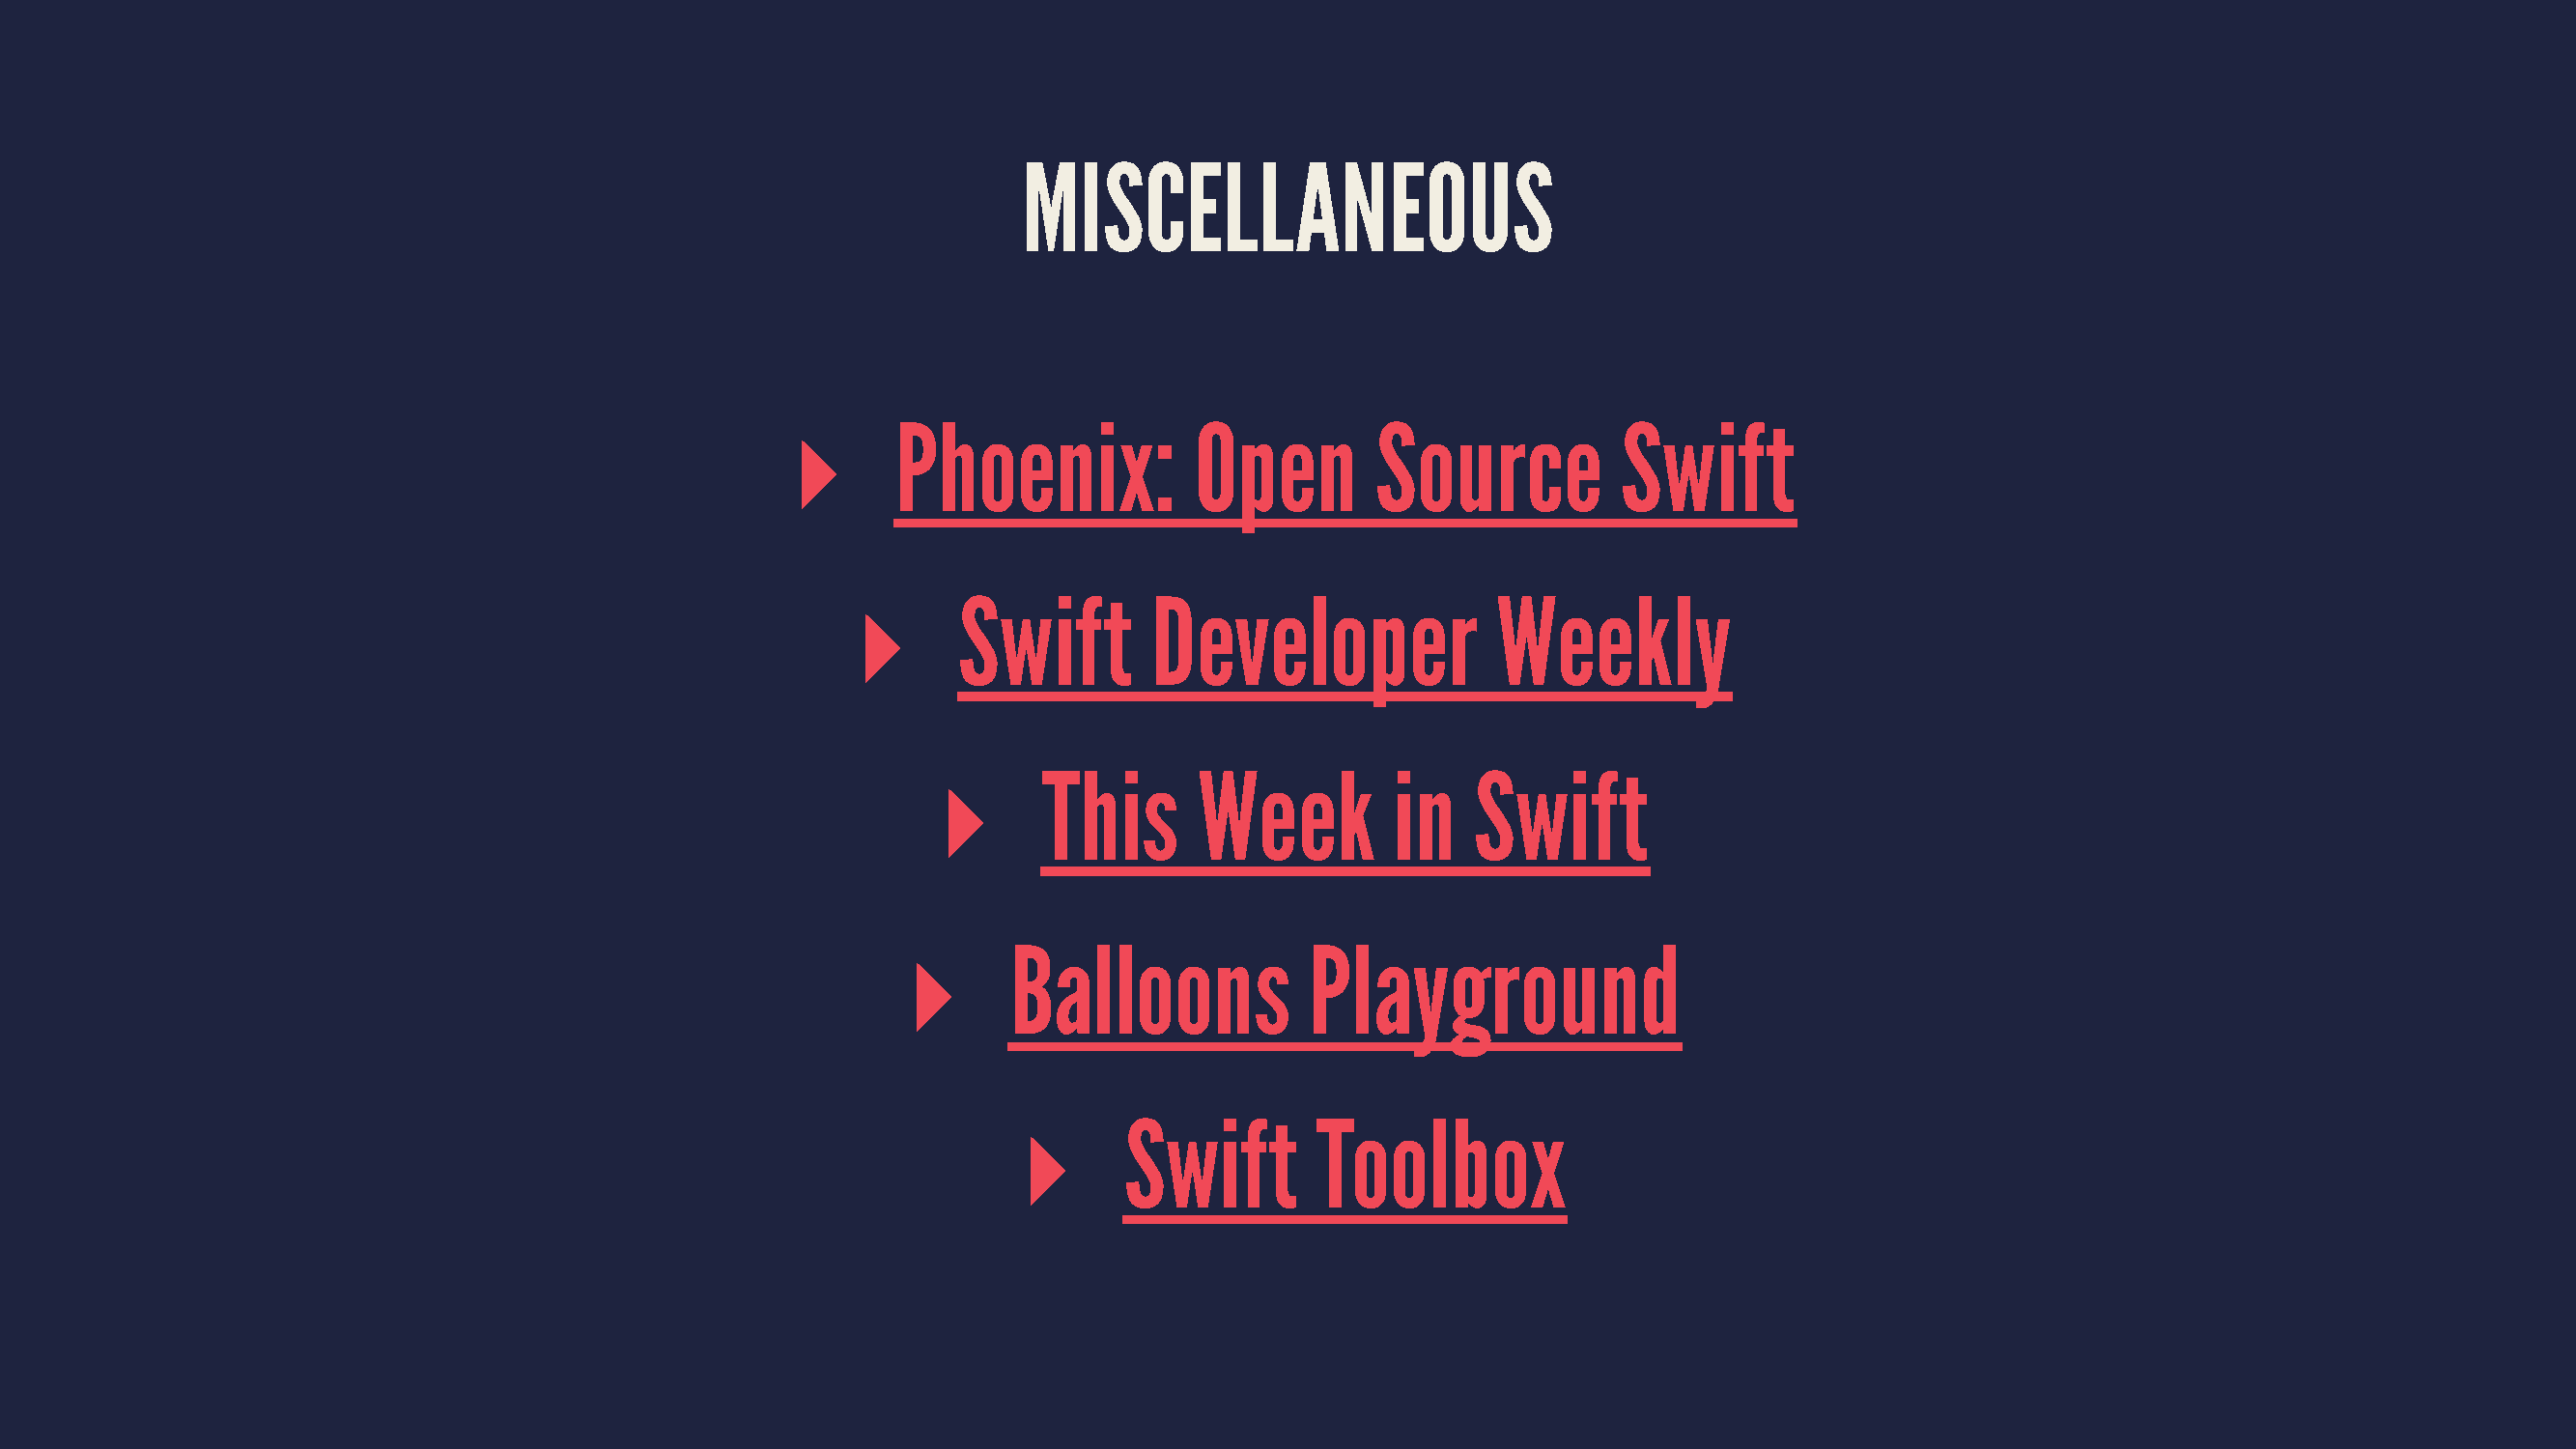 MISCELLANEOUS
▸ Phoenix: Open Source Swift
▸ Swift Developer Weekly
▸ This Week in Swift
▸ Balloons Playground
▸ Swift Toolbox